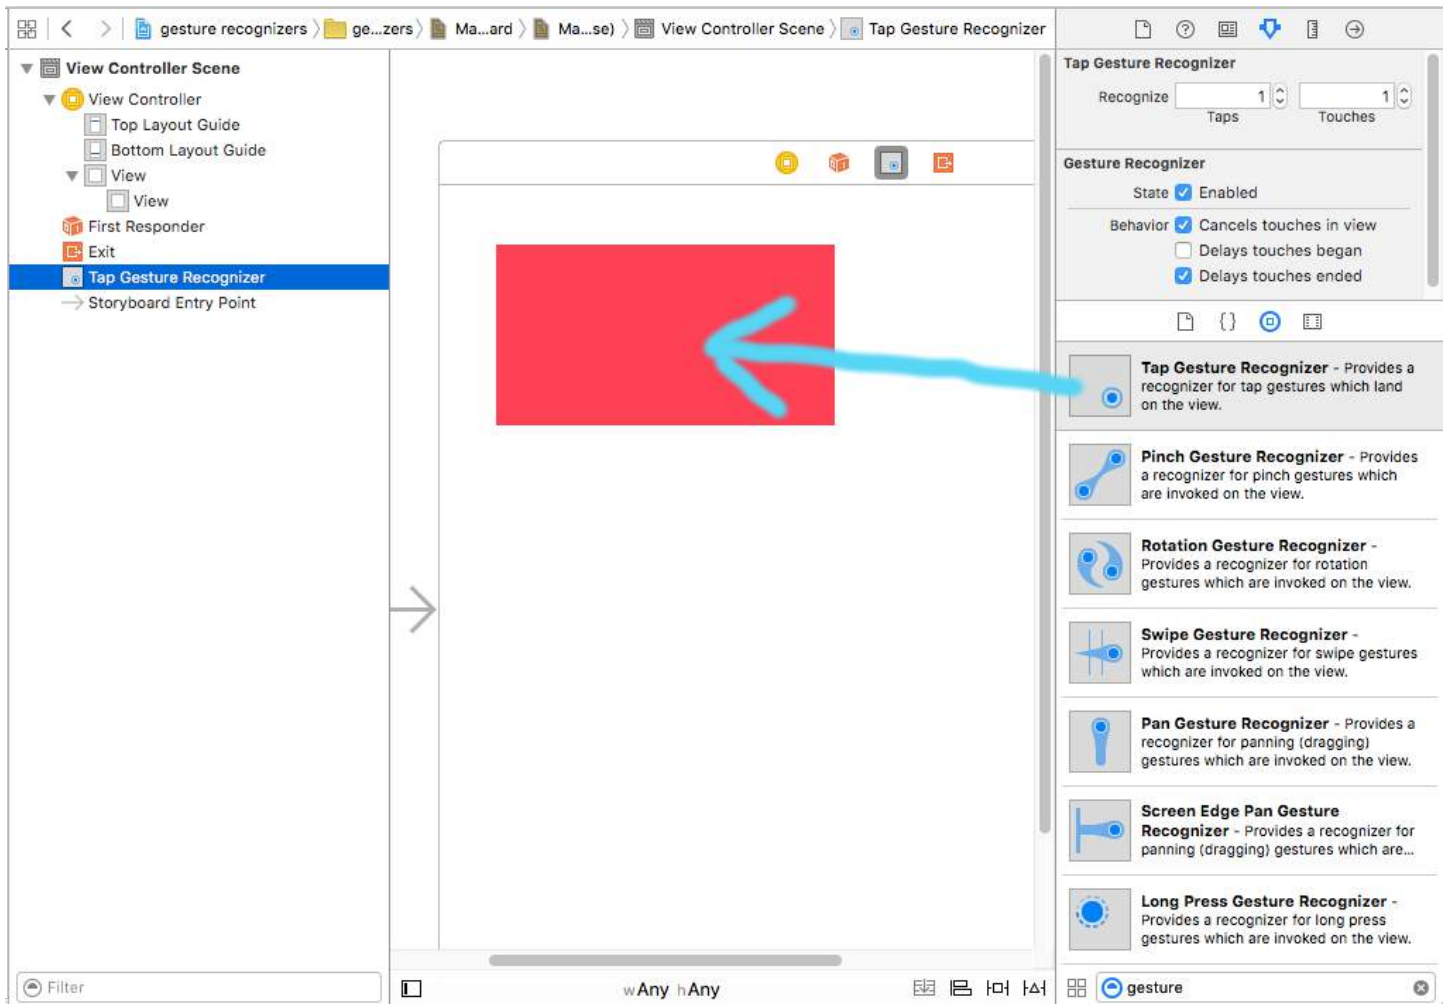 gesture recognizers
ge...zers
Ma...ard
Ma...se)
View Controller Scene
Tap Gesture Recognizer
View Controller Scene
View Controller
Top Layout Guide
Bottom Layout Guide
View
View
First Responder
Exit
Tap Gesture Recognizer
Storyboard Entry Point
Filter
wAny hAny
Tap Gesture Recognizer
Recognize 1 1
Taps Touches
Gesture Recognizer
State Enabled
Behavior Cancels touches in view
Delays touches began
Delays touches ended
{}
Tap Gesture Recognizer - Provides a
recognizer for tap gestures which land
on the view.
Pinch Gesture Recognizer - Provides
a recognizer for pinch gestures which
are invoked on the view.
Rotation Gesture Recognizer -
Provides a recognizer for rotation
gestures which are invoked on the view.
Swipe Gesture Recognizer -
Provides a recognizer for swipe gestures
which are invoked on the view.
Pan Gesture Recognizer - Provides a
recognizer for panning (dragging)
gestures which are invoked on the view.
Screen Edge Pan Gesture
Recognizer - Provides a recognizer for
panning (dragging) gestures which are...
Long Press Gesture Recognizer -
Provides a recognizer for long press
gestures which are invoked on the view.
gesture